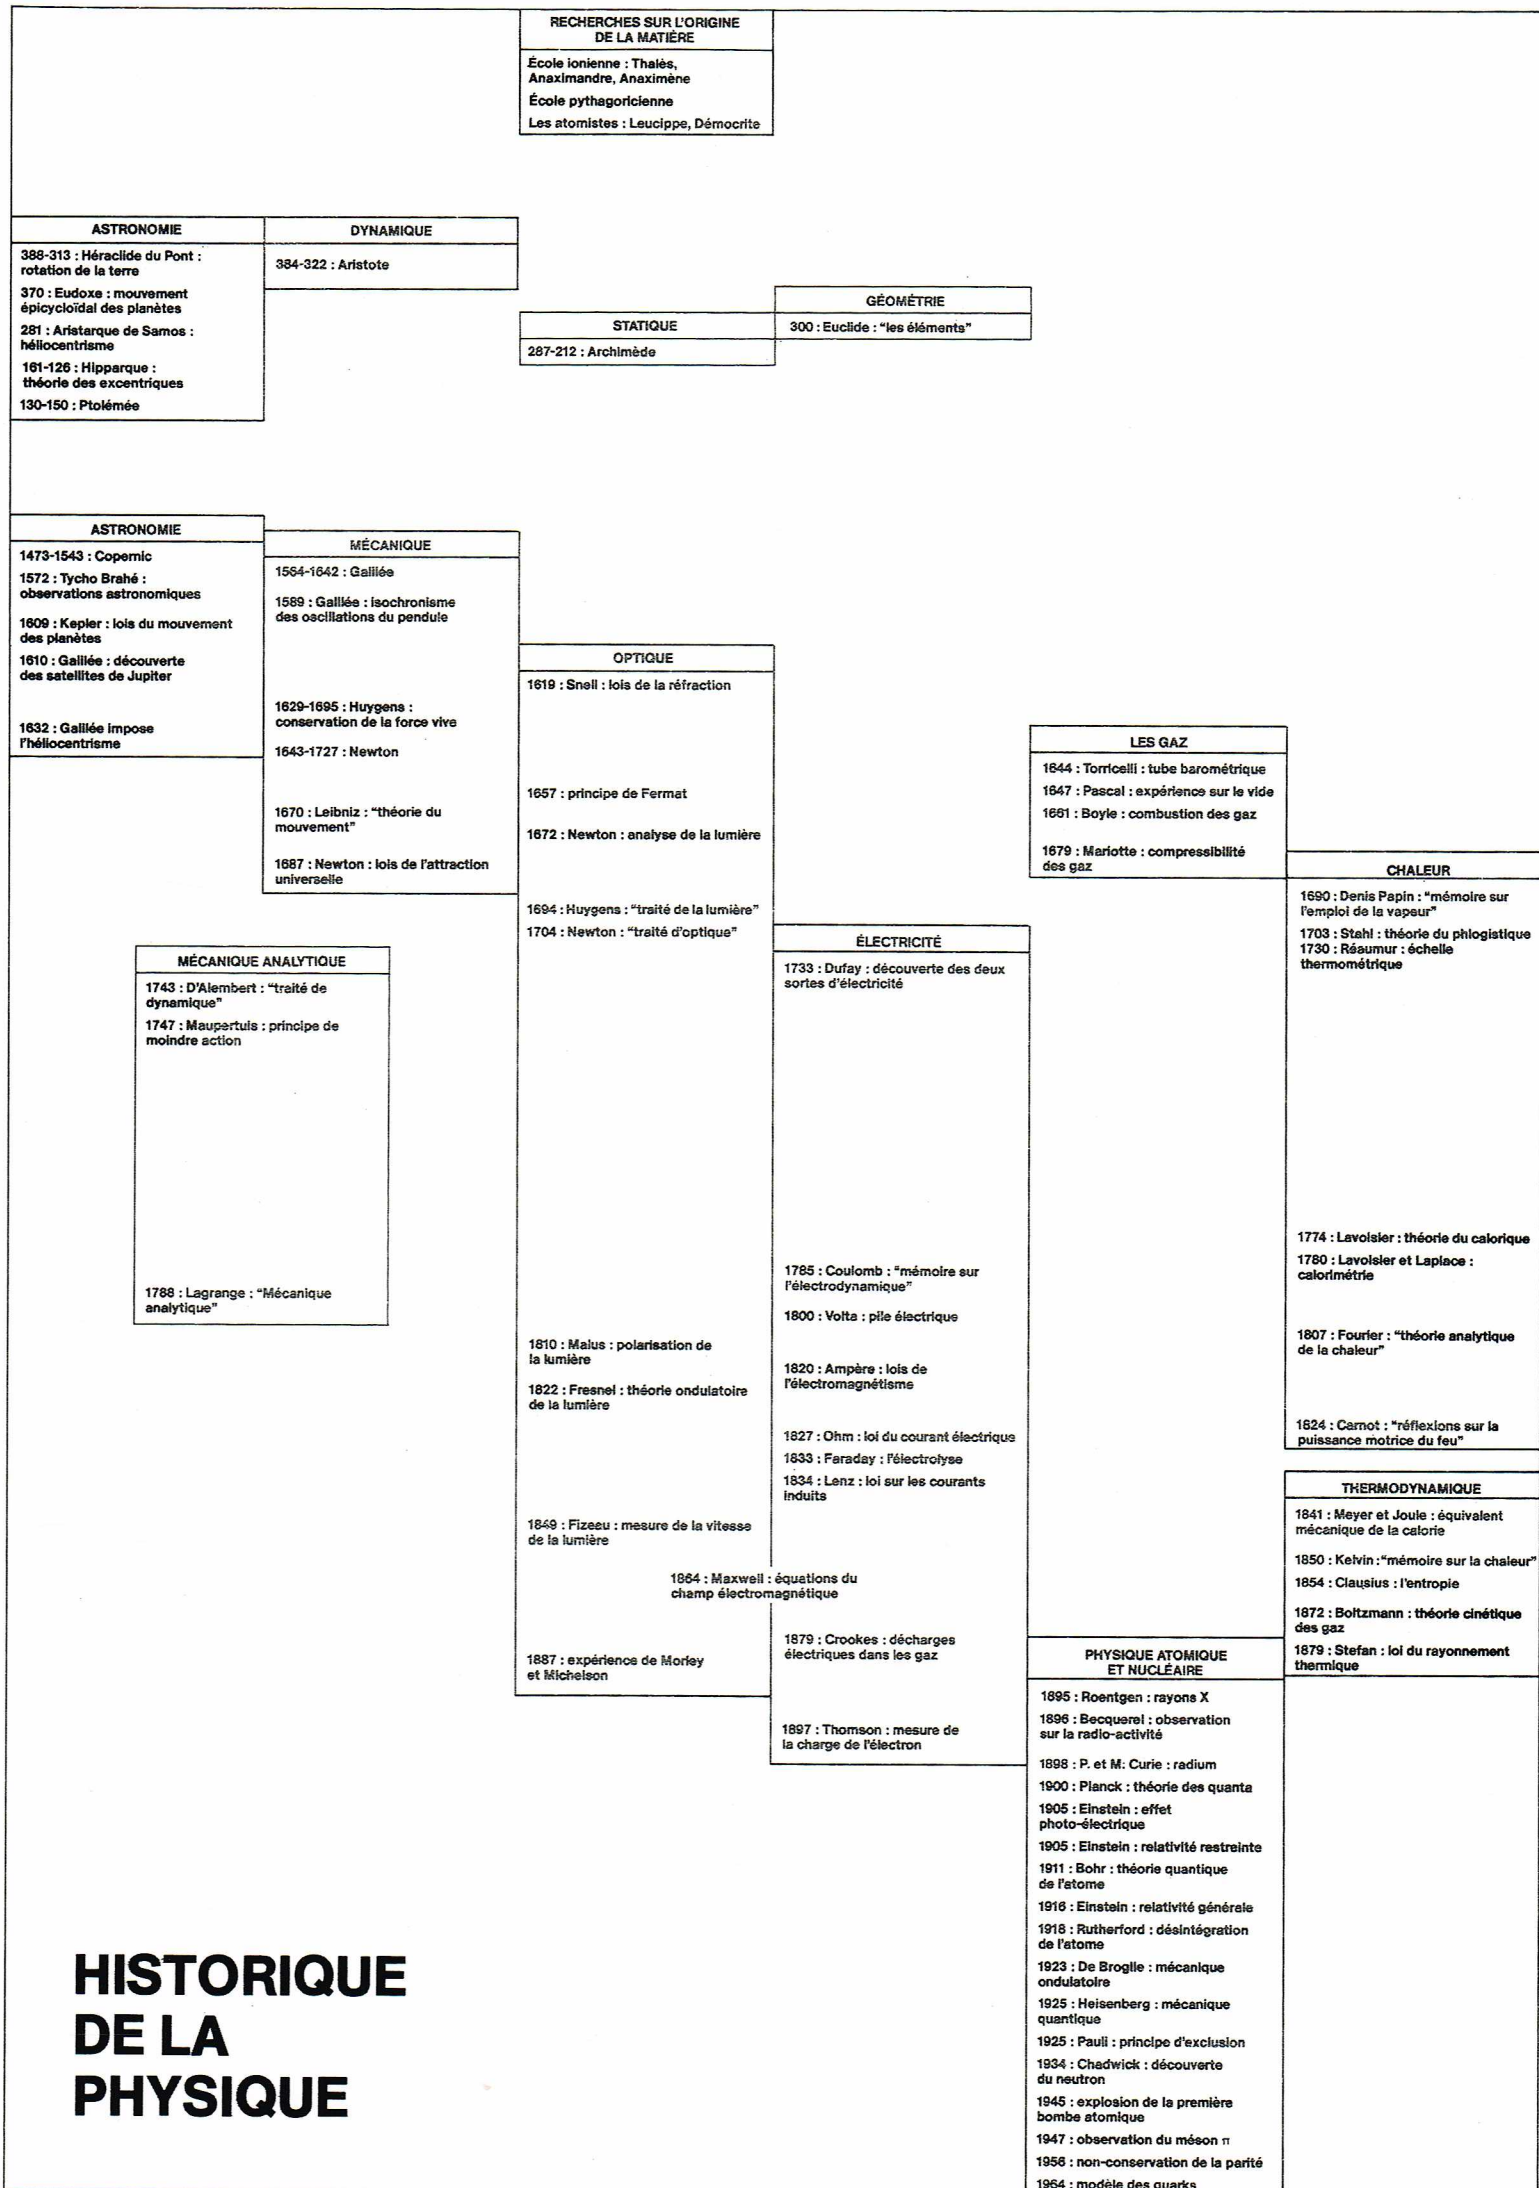 RECHERCHES SUR L'ORIGINE
DE LA MATIÈRE
École ionienne : Thalès,
Anaximandre, Anaximène
École pythagoricienne
Les atomistes : Leucippe, Démocrite
ASTRONOMIE
388-313 : Héraclide du Pont :
rotation de la terre
370 : Eudoxe : mouvement
épicycloïdal des planètes
281 : Aristarque de Samos :
héliocentrisme
161-126 : Hipparque :
théorie des excentriques
130-150 : Ptolémée
DYNAMIQUE
384-322 : Aristote
STATIQUE
287-212 : Archimède
GÉOMÉTRIE
300 : Euclide : "les éléments"
ASTRONOMIE
1473-1543 : Copernic
1572 : Tycho Brahé :
observations astronomiques
1609 : Kepler : lois du mouvement
des planètes
1610 : Galilée : découverte
des satellites de Jupiter
1632 : Galilée impose
l'héliocentrisme
MÉCANIQUE
1564-1642 : Galilée
1589 : Galilée : isochronisme
des oscillations du pendule
1629-1695 : Huygens :
conservation de la force vive
1643-1727 : Newton
1670 : Leibniz : "théorie du
mouvement"
1687 : Newton : lois de l'attraction
universelle
MÉCANIQUE ANALYTIQUE
1743 : D'Alembert : "traité de
dynamique"
1747 : Maupertuis : principe de
moindre action
1788 : Lagrange : "Mécanique
analytique"
OPTIQUE
1619 : Snell : lois de la réfraction
1657 : principe de Fermat
1672 : Newton : analyse de la lumière
1694 : Huygens : "traité de la lumière"
1704 : Newton : "traité d'optique"
1810 : Malus : polarisation de
la lumière
1822 : Fresnel : théorie ondulatoire
de la lumière
1849 : Fizeau : mesure de la vitesse
de la lumière
1864 : Maxwell : équations du
champ électromagnétique
1887 : expérience de Morley
et Michelson
ÉLECTRICITÉ
1733 : Dufay : découverte des deux
sortes d'électricité
1785 : Coulomb : "mémoire sur
l'électrodynamique"
1800 : Volta : pile électrique
1820 : Ampère : lois de
l'électromagnétisme
1827 : Ohm : loi du courant électrique
1833 : Faraday : l'électrolyse
1834 : Lenz : loi sur les courants
induits
1879 : Crookes : décharges
électriques dans les gaz
1897 : Thomson : mesure de
la charge de l'électron
LES GAZ
1644 : Torricelli : tube barométrique
1647 : Pascal : expérience sur le vide
1661 : Boyle : combustion des gaz
1679 : Mariotte : compressibilité
des gaz
CHALEUR
1690 : Denis Papin : "mémoire sur
l'emploi de la vapeur"
1703 : Stahl : théorie du phlogistique
1730 : Réaumur : échelle
thermométrique
1774 : Lavoisier : théorie du calorique
1780 : Lavoisier et Laplace :
calorimétrie
1807 : Fourier : "théorie analytique
de la chaleur"
1824 : Carnot : "réflexions sur la
puissance motrice du feu"
THERMODYNAMIQUE
1841 : Meyer et Joule : équivalent
mécanique de la calorie
1850 : Kelvin : "mémoire sur la chaleur"
1854 : Clausius : l'entropie
1872 : Boltzmann : théorie cinétique
des gaz
1879 : Stefan : loi du rayonnement
thermique
PHYSIQUE ATOMIQUE
ET NUCLÉAIRE
1895 : Roentgen : rayons X
1896 : Becquerel : observation
sur la radio-activité
1898 : P. et M: Curie : radium
1900 : Planck : théorie des quanta
1905 : Einstein : effet
photo-électrique
1905 : Einstein : relativité restreinte
1911 : Bohr : théorie quantique
de l'atome
1916 : Einstein : relativité générale
1918 : Rutherford : désintégration
de l'atome
1923 : De Broglie : mécanique
ondulatoire
1925 : Heisenberg : mécanique
quantique
1925 : Pauli : principe d'exclusion
1934 : Chadwick : découverte
du neutron
1945 : explosion de la première
bombe atomique
1947 : observation du méson π
1956 : non-conservation de la parité
1964 : modèle des quarks
HISTORIQUE
DE LA
PHYSIQUE